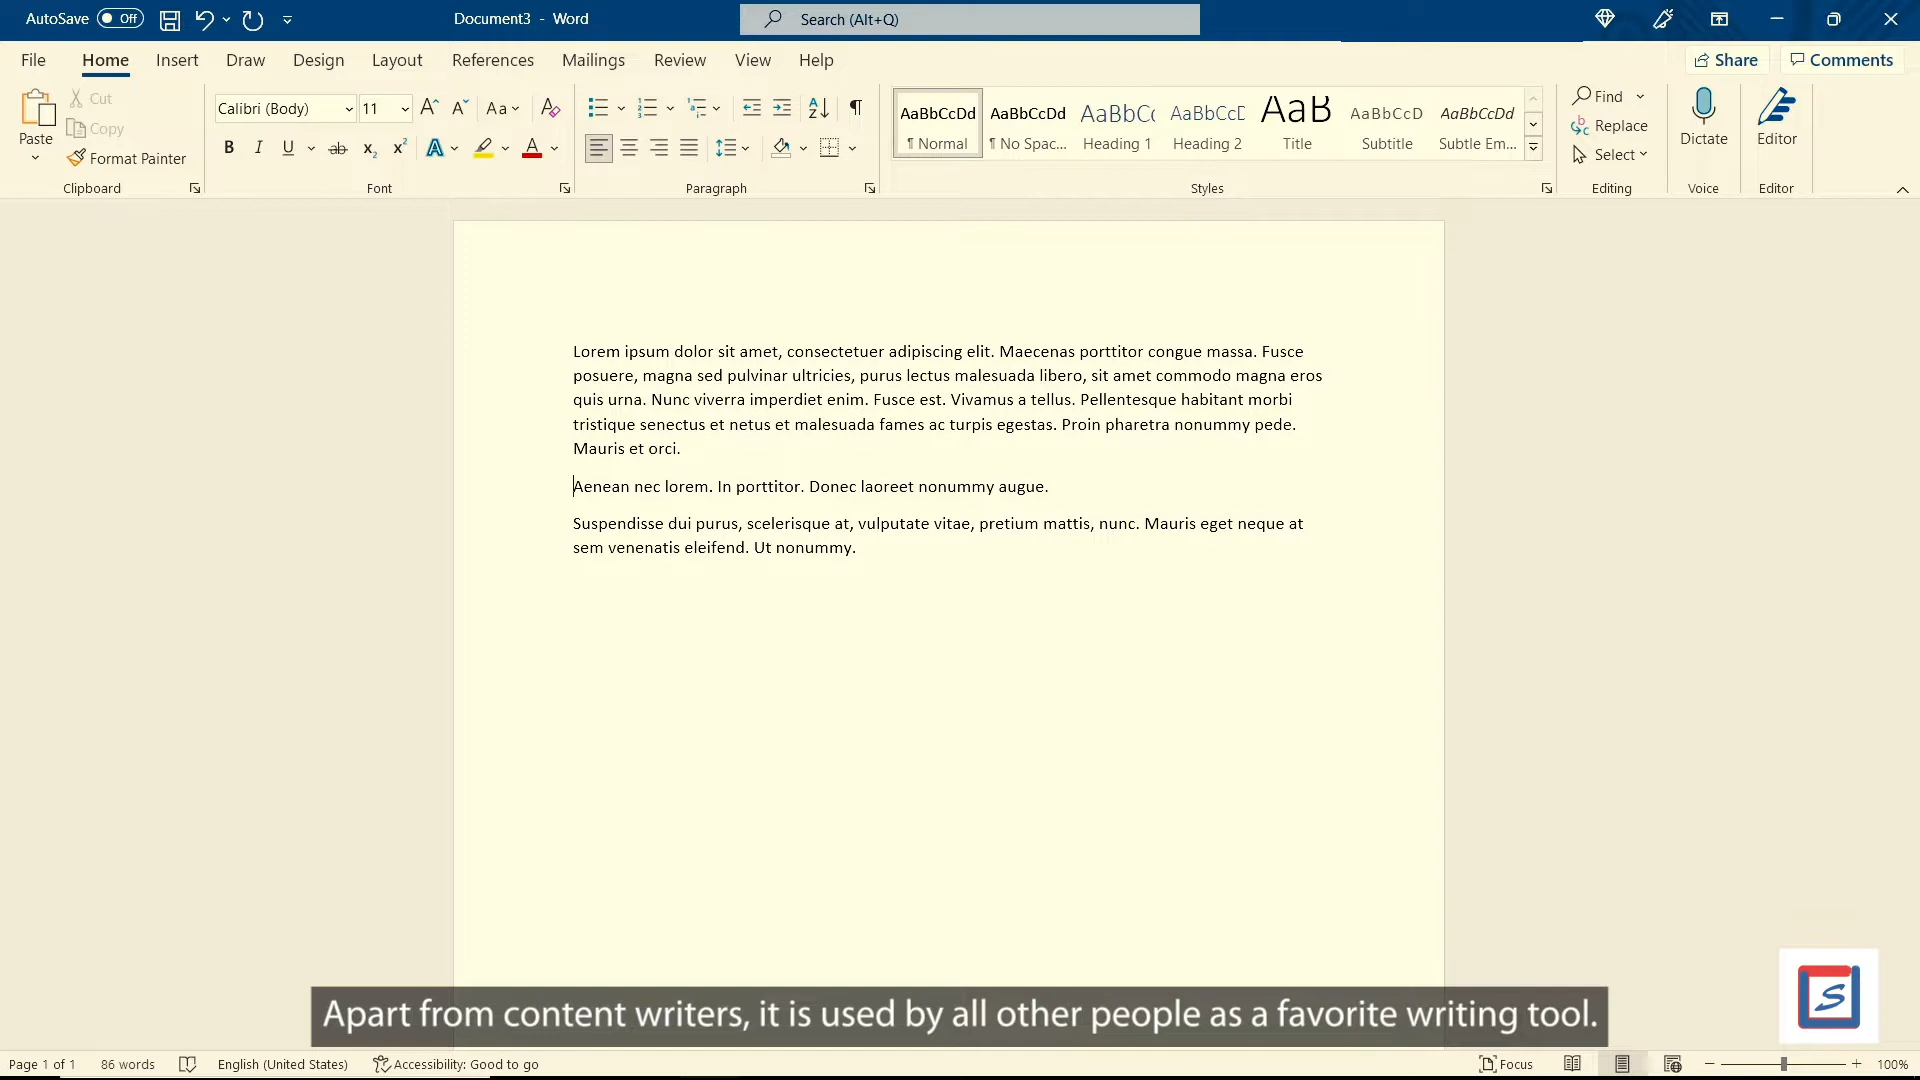 AutoSave Off
Document3 - Word
Search (Alt+Q)
File Home Insert Draw Design Layout References Mailings Review View Help
Share Comments
Paste
Cut
Copy
Format Painter
Clipboard
Calibri (Body) 11
Aa
B I U ab x₂ x² A A
Font
Paragraph
AaBbCcDd AaBbCcDd AaBbCc AaBbCcD AaB AaBbCcD AaBbCcDd
¶ Normal ¶ No Spac... Heading 1 Heading 2 Title Subtitle Subtle Em...
Styles
Find
Replace
Select
Editing
Dictate
Voice
Editor
Editor
Lorem ipsum dolor sit amet, consectetuer adipiscing elit. Maecenas porttitor congue massa. Fusce
posuere, magna sed pulvinar ultricies, purus lectus malesuada libero, sit amet commodo magna eros
quis urna. Nunc viverra imperdiet enim. Fusce est. Vivamus a tellus. Pellentesque habitant morbi
tristique senectus et netus et malesuada fames ac turpis egestas. Proin pharetra nonummy pede.
Mauris et orci.
Aenean nec lorem. In porttitor. Donec laoreet nonummy augue.
Suspendisse dui purus, scelerisque at, vulputate vitae, pretium mattis, nunc. Mauris eget neque at
sem venenatis eleifend. Ut nonummy.
Apart from content writers, it is used by all other people as a favorite writing tool.
S
Page 1 of 1 86 words English (United States) Accessibility: Good to go
Focus 100%